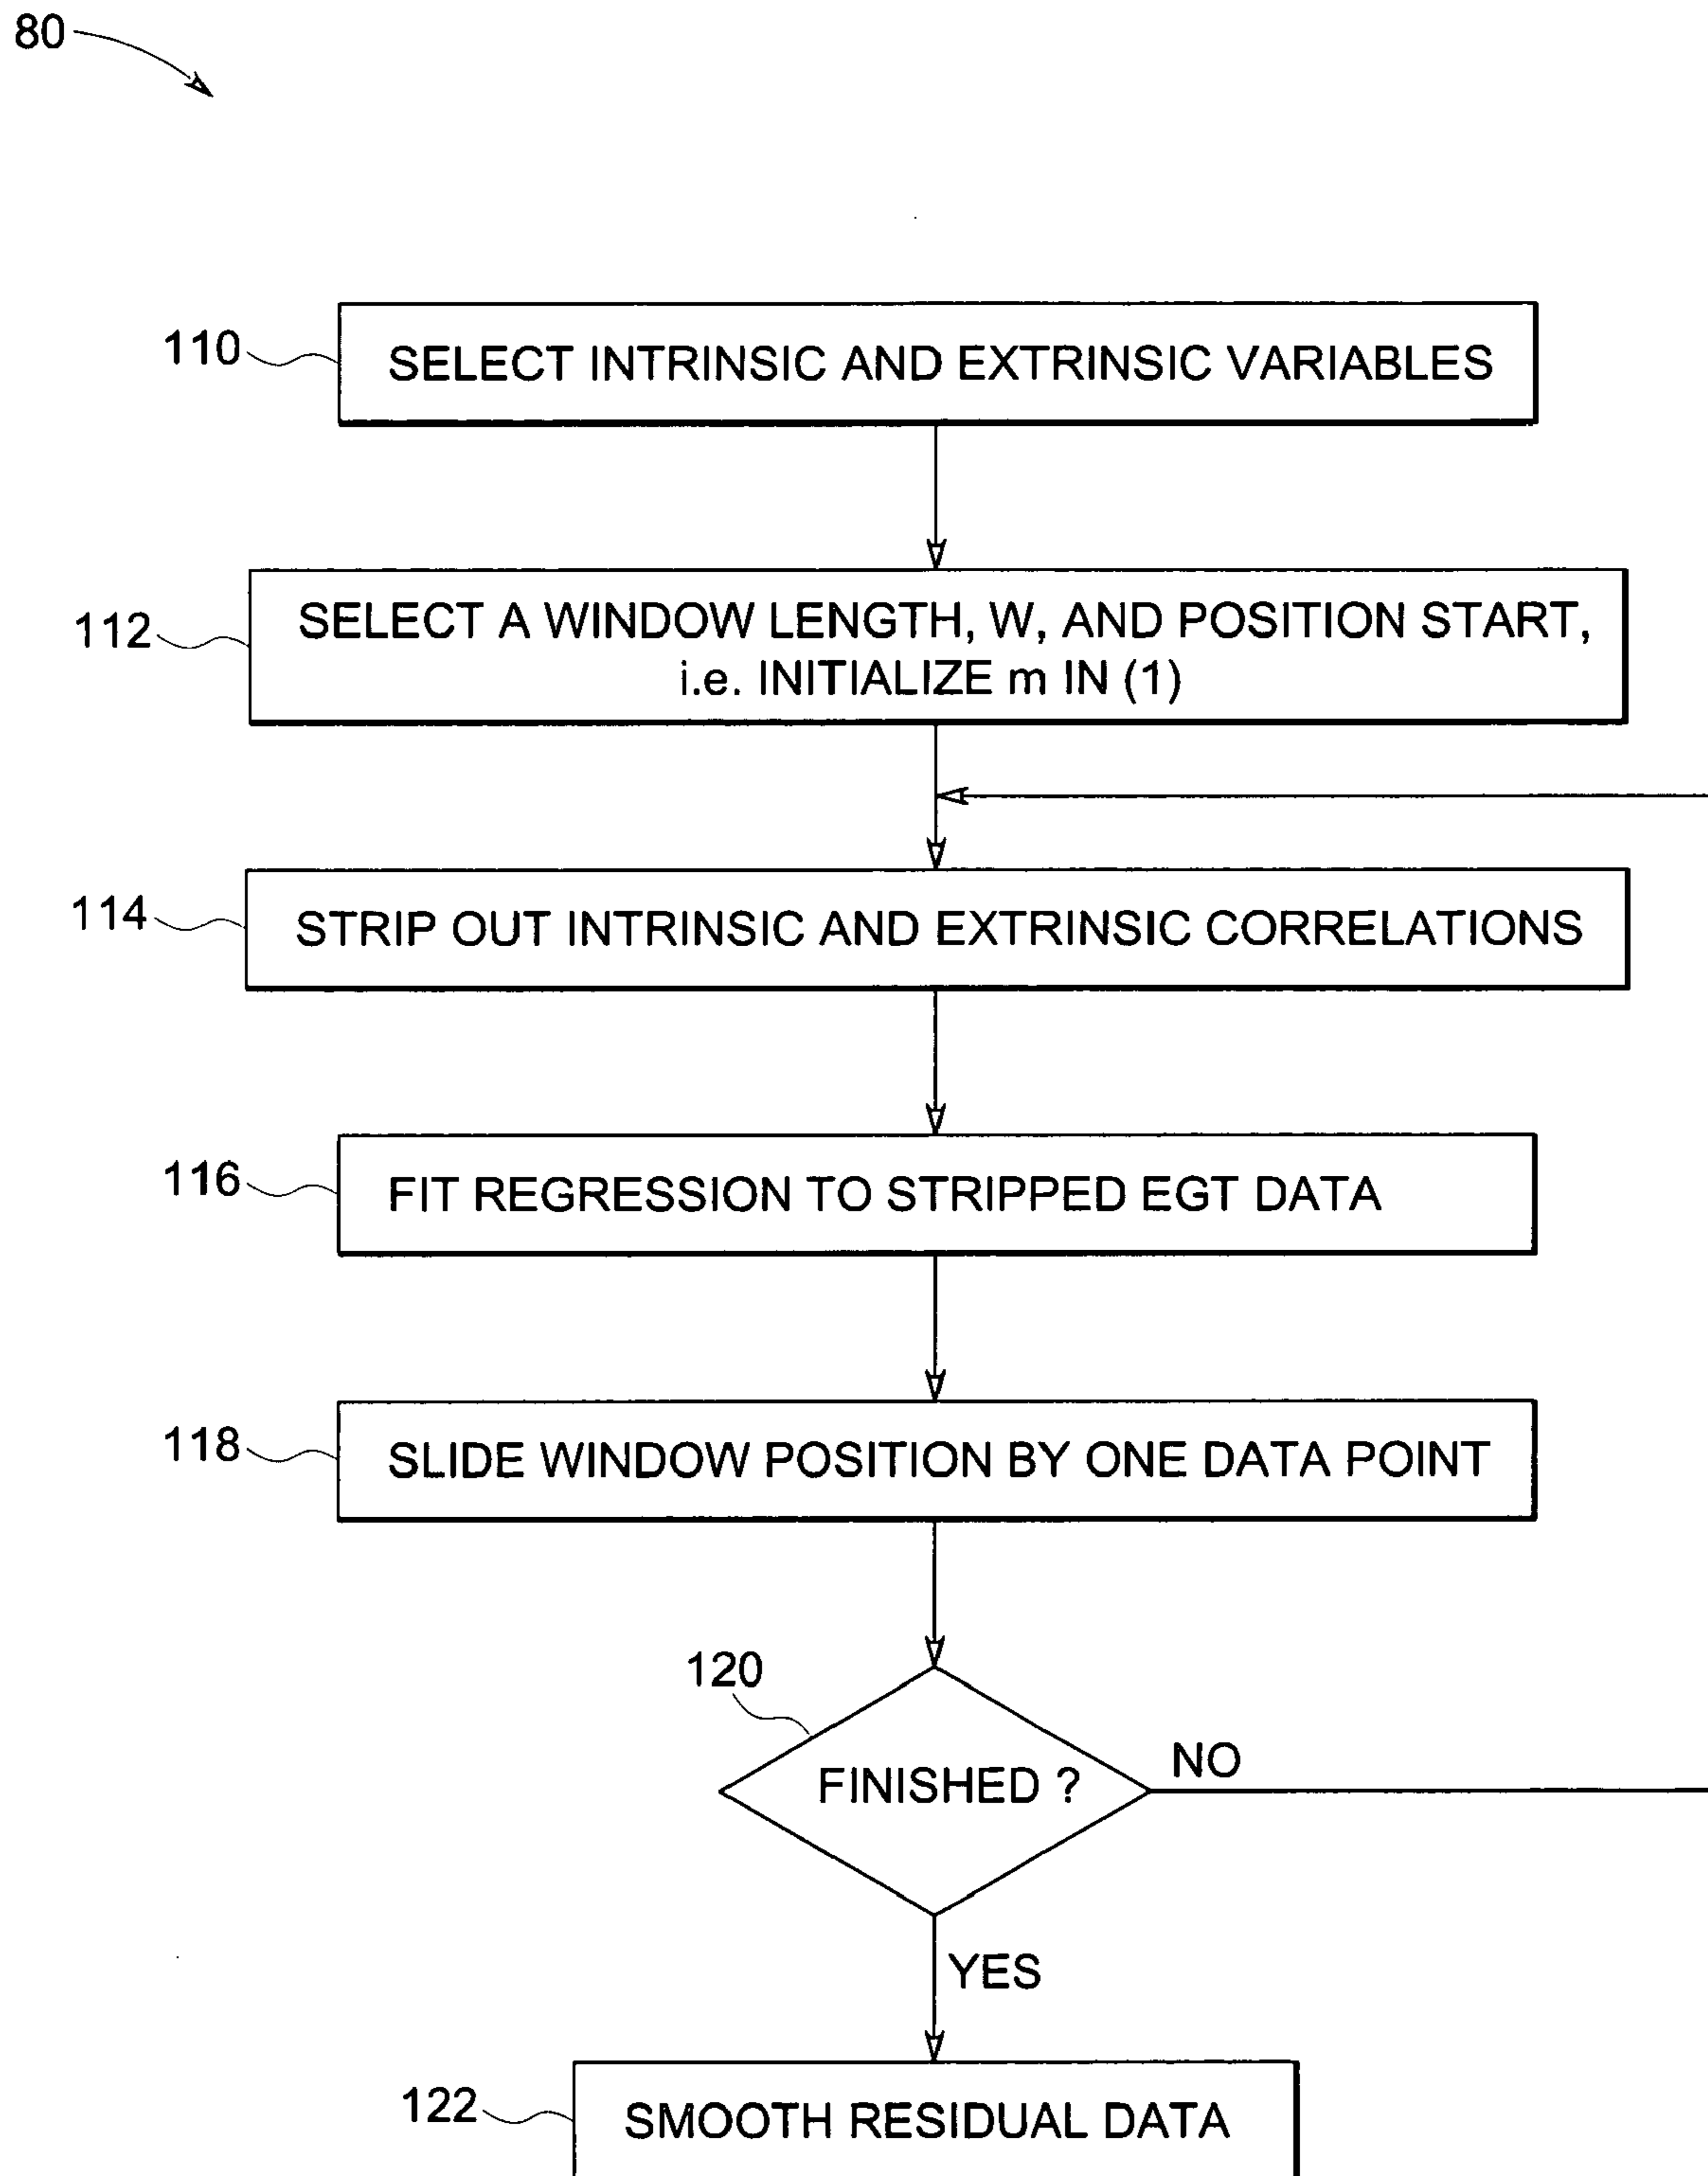 80
110
SELECT INTRINSIC AND EXTRINSIC VARIABLES
112
SELECT A WINDOW LENGTH, W, AND POSITION START,
i.e. INITIALIZE m IN (1)
114
STRIP OUT INTRINSIC AND EXTRINSIC CORRELATIONS
116
FIT REGRESSION TO STRIPPED EGT DATA
118
SLIDE WINDOW POSITION BY ONE DATA POINT
120
FINISHED ?
NO
YES
122
SMOOTH RESIDUAL DATA